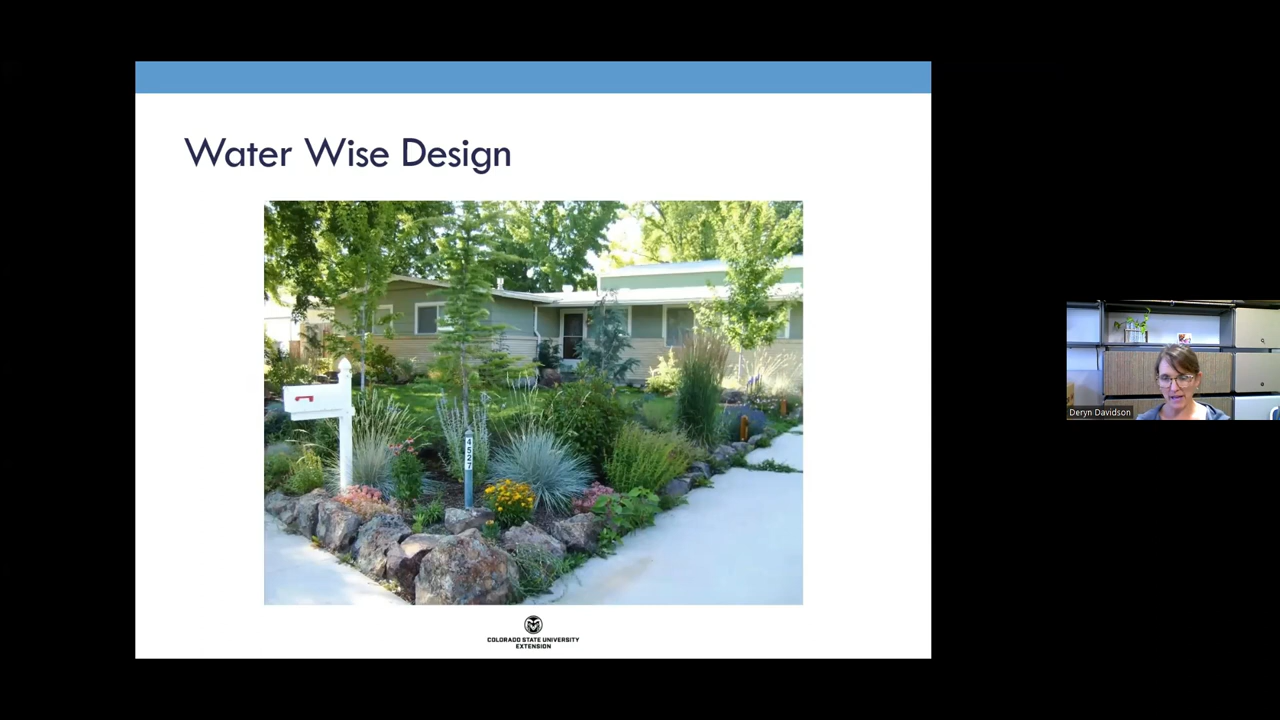 Water Wise Design
4527
COLORADO STATE UNIVERSITY
EXTENSION
Deryn Davidson